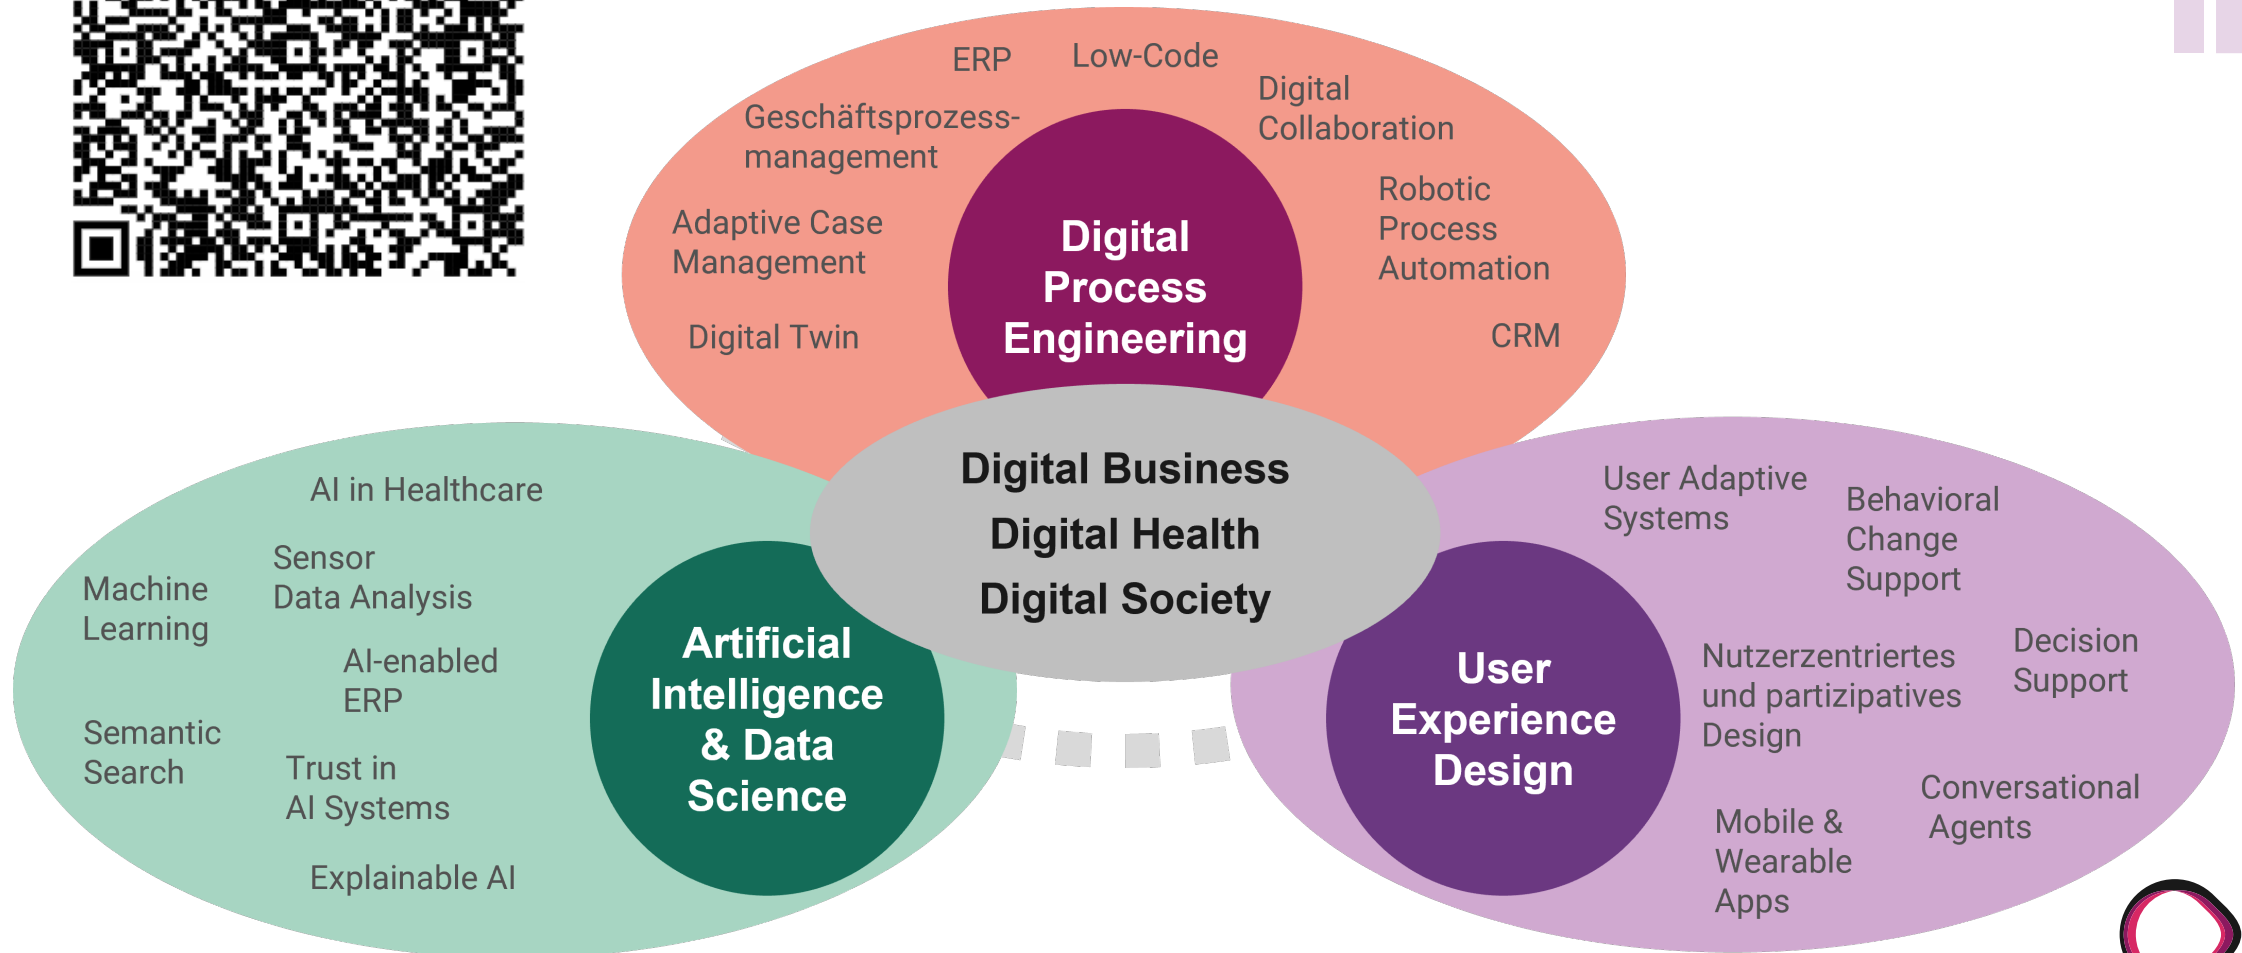 ERP
Low-Code
Digital
Collaboration
Geschäftsprozess-
management
Robotic
Process
Automation
Adaptive Case
Management
Digital Twin
CRM
Digital
Process
Engineering
Digital Business
Digital Health
Digital Society
AI in Healthcare
Sensor
Data Analysis
Machine
Learning
AI-enabled
ERP
Semantic
Search
Trust in
AI Systems
Explainable AI
Artificial
Intelligence
& Data
Science
User
Experience
Design
User Adaptive
Systems
Behavioral
Change
Support
Nutzerzentriertes
und partizipatives
Design
Decision
Support
Conversational
Agents
Mobile &
Wearable
Apps